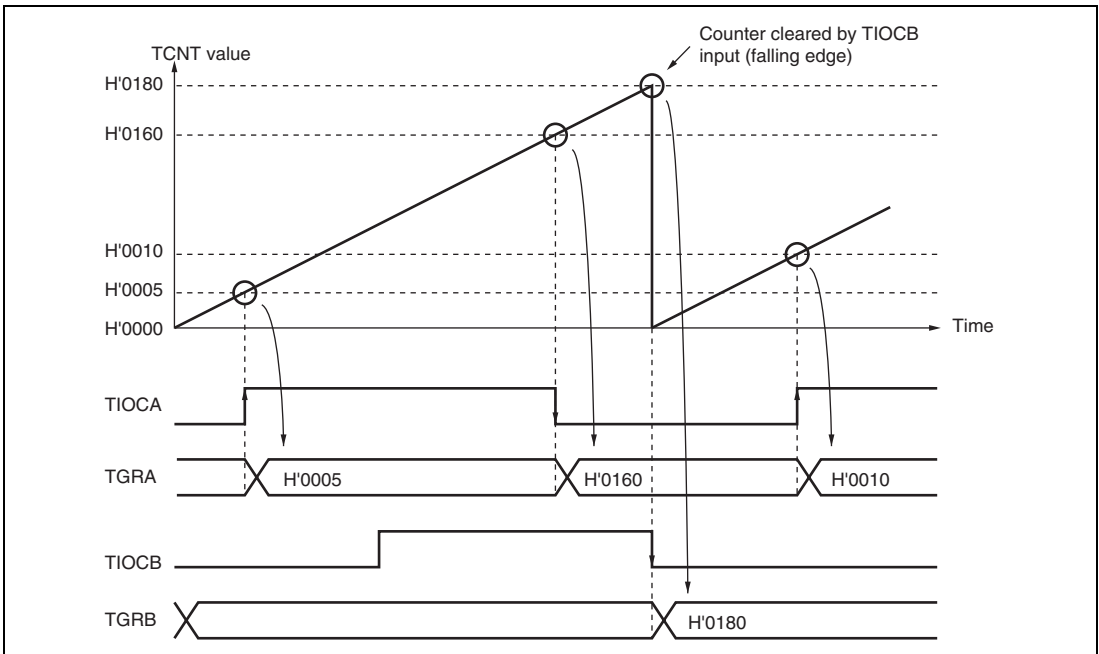 Counter cleared by TIOCB
input (falling edge)
TCNT value
H'0180
H'0160
H'0010
H'0005
H'0000
Time
TIOCA
TGRA
H'0005
H'0160
H'0010
TIOCB
TGRB
H'0180